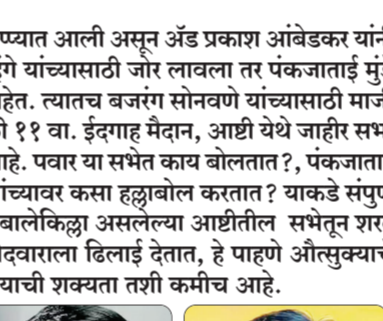 प्प्यात आली असून ॲड प्रकाश आंबेडकर यांनी
गे यांच्यासाठी जोर लावला तर पंकजाताई मुं
हेत. त्यातच बजरंग सोनवणे यांच्यासाठी माज
११ वा. ईदगाह मैदान, आष्टी येथे जाहीर सभ
हे. पवार या सभेत काय बोलतात?, पंकजाता
ांच्यावर कसा हल्लाबोल करतात? याकडे संपु
बालेकिल्ला असलेल्या आष्टीतील सभेतून शर
दवाराला ढिलाई देतात, हे पाहणे औत्सुक्याच
याची शक्यता तशी कमीच आहे.